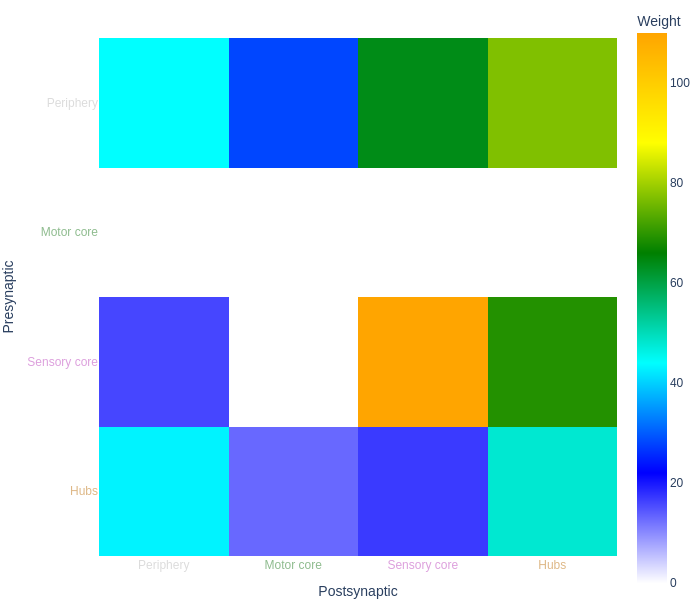 Weight
100
80
60
40
20
0
Presynaptic
Periphery
Motor core
Sensory core
Hubs
Periphery
Motor core
Sensory core
Hubs
Postsynaptic